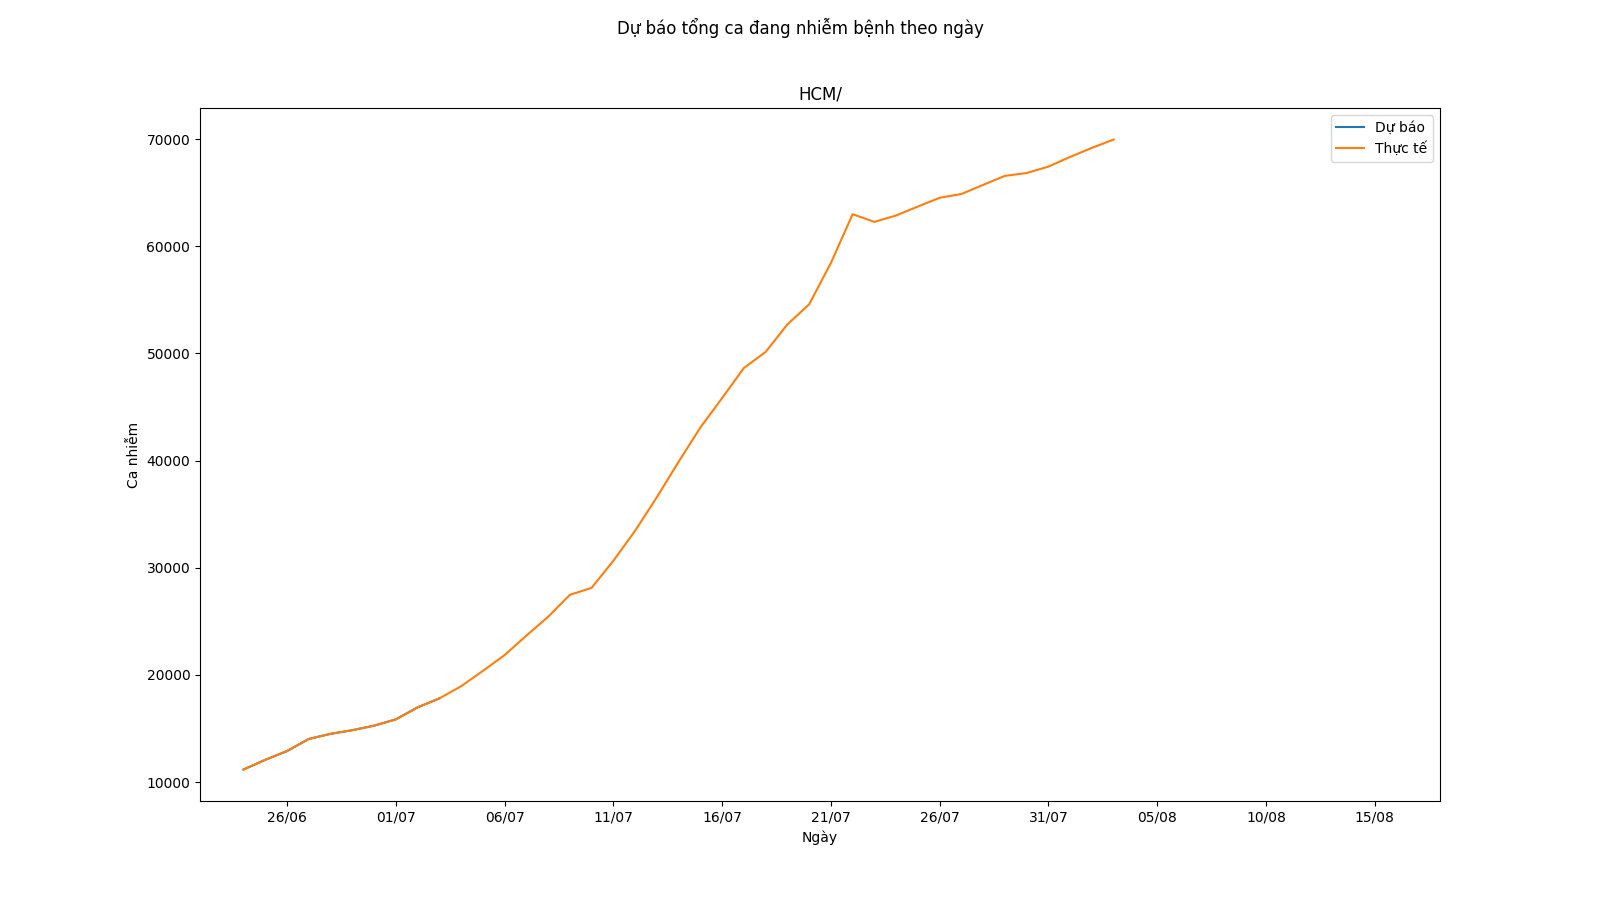 Dự báo tổng ca đang nhiễm bệnh theo ngày
HCM/
Dự báo
Thực tế
70000
60000
50000
40000
30000
20000
10000
Ca nhiễm
26/06 01/07 06/07 11/07 16/07 21/07 26/07 31/07 05/08 10/08 15/08
Ngày